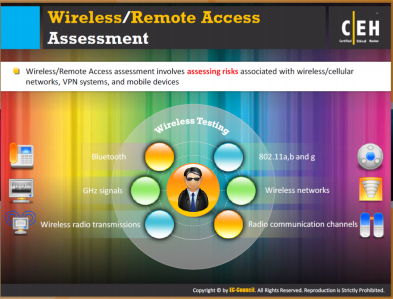 Wireless/Remote Access
Assessment
C|EH
Certified Ethical Hacker
Wireless/Remote Access assessment involves assessing risks associated with wireless/cellular
networks, VPN systems, and mobile devices
Wireless Testing
Bluetooth
802.11a,b and g
GHz signals
Wireless networks
Wireless radio transmissions
Radio communication channels
Copyright © by EC-Council. All Rights Reserved. Reproduction is Strictly Prohibited.